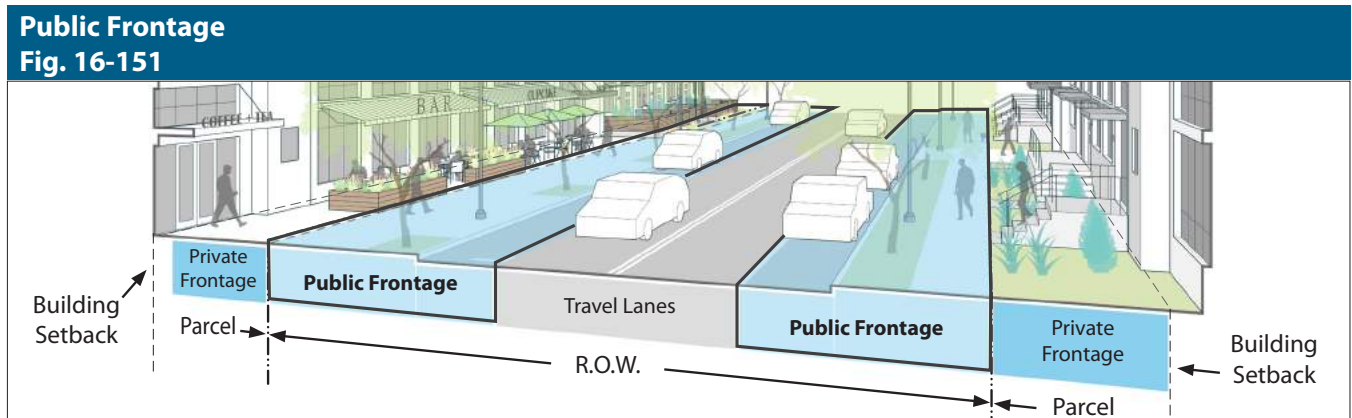 Public Frontage
Fig. 16-151
COFFEE + TEA
BAR
CUPCAKE
Private
Frontage
Public Frontage
Travel Lanes
Public Frontage
Private
Frontage
Building
Setback
Parcel
R.O.W.
Parcel
Building
Setback